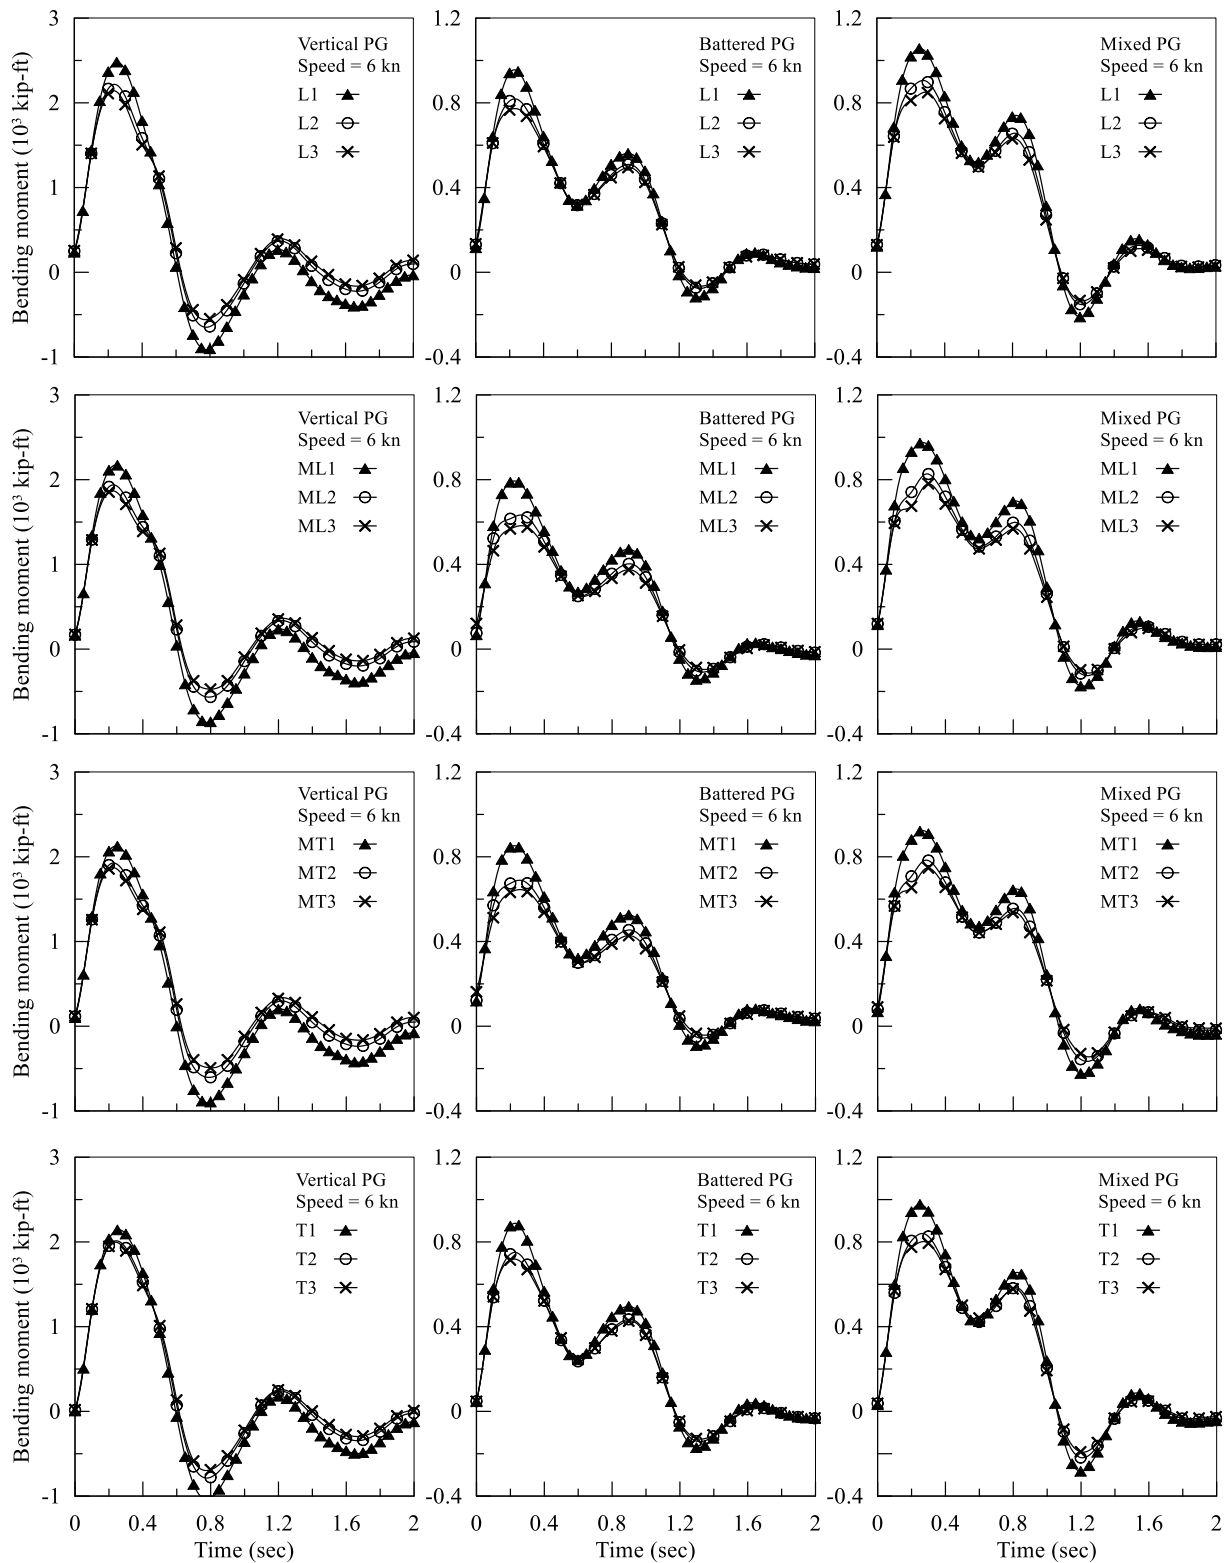 Bending moment (10³ kip-ft)
3
2
1
0
-1
Vertical PG
Speed = 6 kn
L1
L2
L3
1.2
0.8
0.4
0
-0.4
Battered PG
Speed = 6 kn
L1
L2
L3
1.2
0.8
0.4
0
-0.4
Mixed PG
Speed = 6 kn
L1
L2
L3
Bending moment (10³ kip-ft)
3
2
1
0
-1
Vertical PG
Speed = 6 kn
ML1
ML2
ML3
1.2
0.8
0.4
0
-0.4
Battered PG
Speed = 6 kn
ML1
ML2
ML3
1.2
0.8
0.4
0
-0.4
Mixed PG
Speed = 6 kn
ML1
ML2
ML3
Bending moment (10³ kip-ft)
3
2
1
0
-1
Vertical PG
Speed = 6 kn
MT1
MT2
MT3
1.2
0.8
0.4
0
-0.4
Battered PG
Speed = 6 kn
MT1
MT2
MT3
1.2
0.8
0.4
0
-0.4
Mixed PG
Speed = 6 kn
MT1
MT2
MT3
Bending moment (10³ kip-ft)
3
2
1
0
-1
Vertical PG
Speed = 6 kn
T1
T2
T3
0 0.4 0.8 1.2 1.6 2
Time (sec)
1.2
0.8
0.4
0
-0.4
Battered PG
Speed = 6 kn
T1
T2
T3
0 0.4 0.8 1.2 1.6 2
Time (sec)
1.2
0.8
0.4
0
-0.4
Mixed PG
Speed = 6 kn
T1
T2
T3
0 0.4 0.8 1.2 1.6 2
Time (sec)